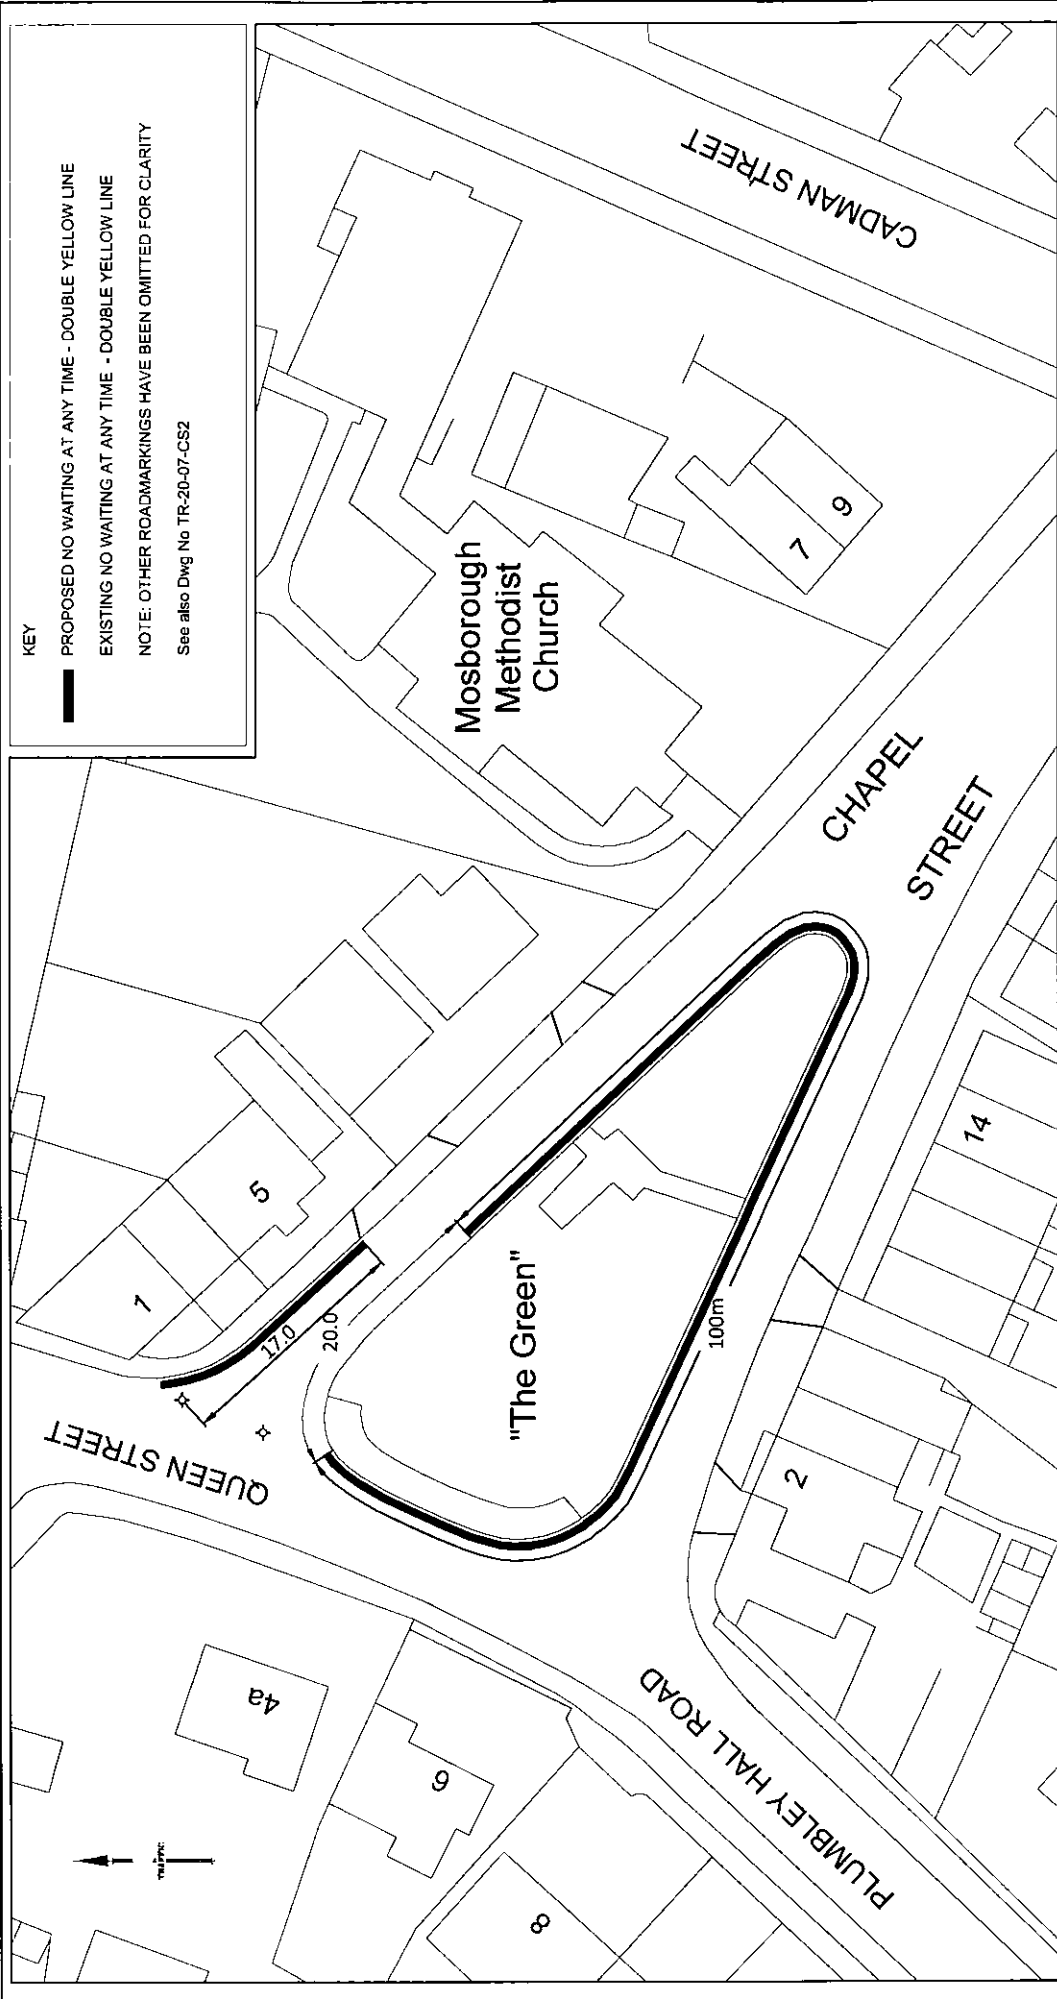 KEY
PROPOSED NO WAITING AT ANY TIME - DOUBLE YELLOW LINE
EXISTING NO WAITING AT ANY TIME - DOUBLE YELLOW LINE
NOTE: OTHER ROADMARKINGS HAVE BEEN OMITTED FOR CLARITY
See also Dwg No TR-20-07-CS2
CADMAN STREET
Mosborough
Methodist
Church
7
9
CHAPEL
STREET
5
1
17.0
20.0
QUEEN STREET
"The Green"
100m
14
2
4a
6
8
PLUMBLEY HALL ROAD
TRAFFIC